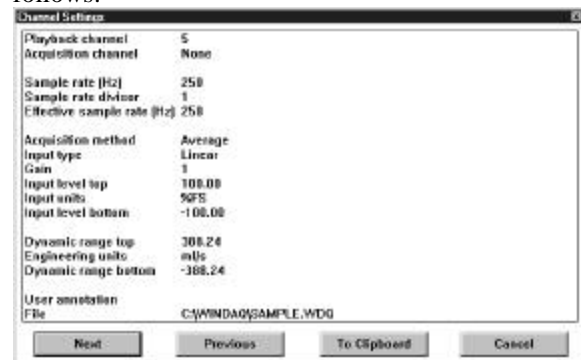 follows:
Channel Settings
Playback channel 5
Acquisition channel None
Sample rate (Hz) 250
Sample rate divisor 1
Effective sample rate (Hz) 250
Acquisition method Average
Input type Linear
Gain 1
Input level top 100.00
Input units %FS
Input level bottom -100.00
Dynamic range top 388.24
Engineering units mUs
Dynamic range bottom -388.24
User annotation
File C:\WINDAQ\SAMPLE.WDG
Next Previous To Clipboard Cancel